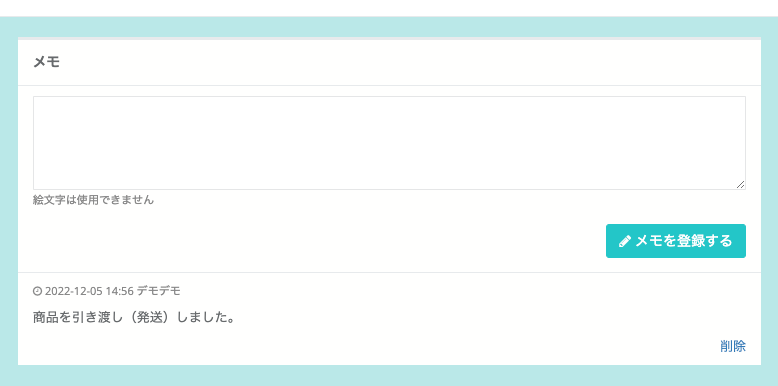 メモ
絵文字は使用できません
メモを登録する
2022-12-05 14:56 デモデモ
商品を引き渡し（発送）しました。
削除